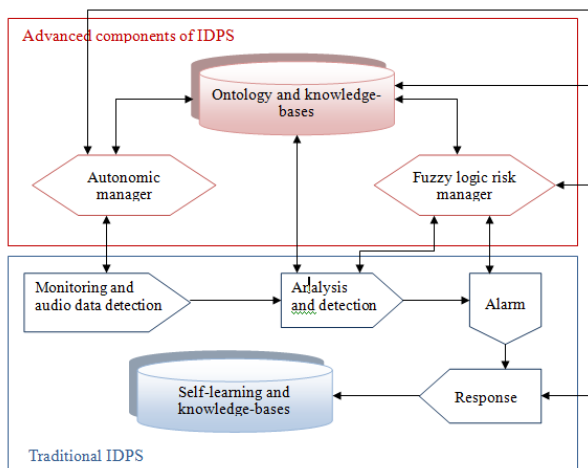 Advanced components of IDPS
Ontology and knowledge-
bases
Autonomic
manager
Fuzzy logic risk
manager
Monitoring and
audio data detection
Analysis
and detection
Alarm
Self-learning and
knowledge-bases
Response
Traditional IDPS